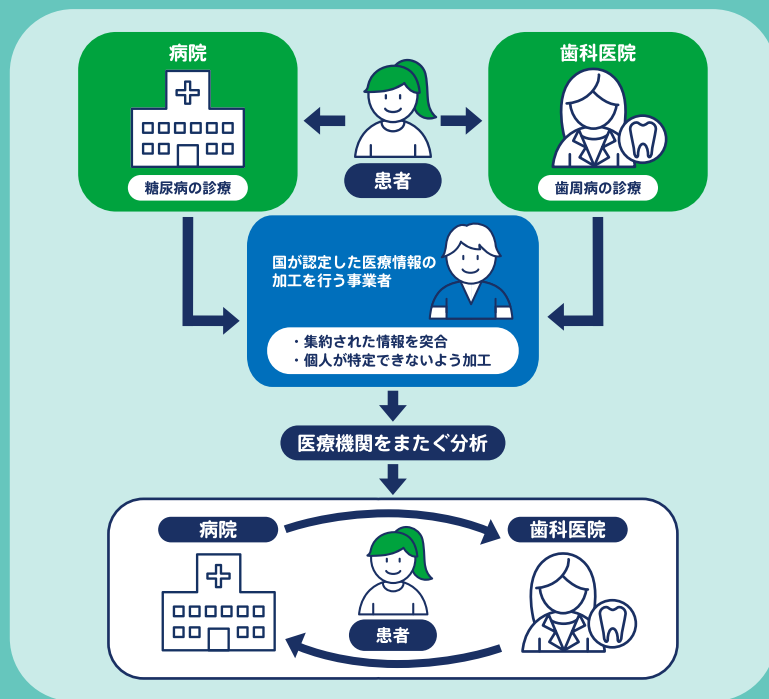 病院
歯科医院
患者
糖尿病の診療
歯周病の診療
国が認定した医療情報の
加工を行う事業者
・集約された情報を突合
・個人が特定できないよう加工
医療機関をまたぐ分析
病院
歯科医院
患者